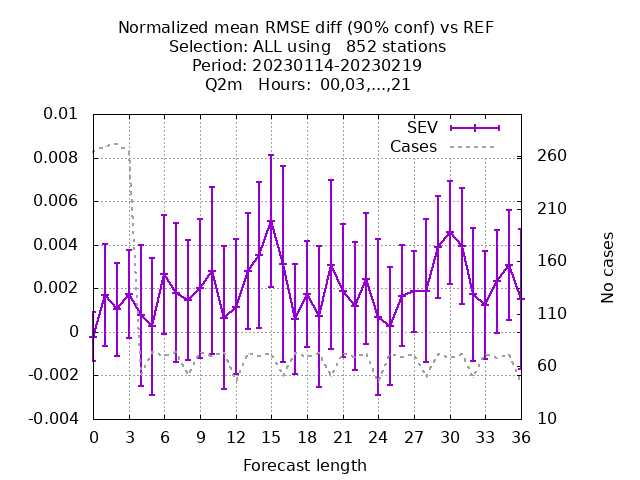 Normalized mean RMSE diff (90% conf) vs REF
Selection: ALL using   852 stations
Period: 20230114-20230219
Q2m   Hours:  00,03,...,21
SEV
Cases
0.01
0.008
0.006
0.004
0.002
0
-0.002
-0.004
260
210
160
110
60
10
No cases
0 3 6 9 12 15 18 21 24 27 30 33 36
Forecast length